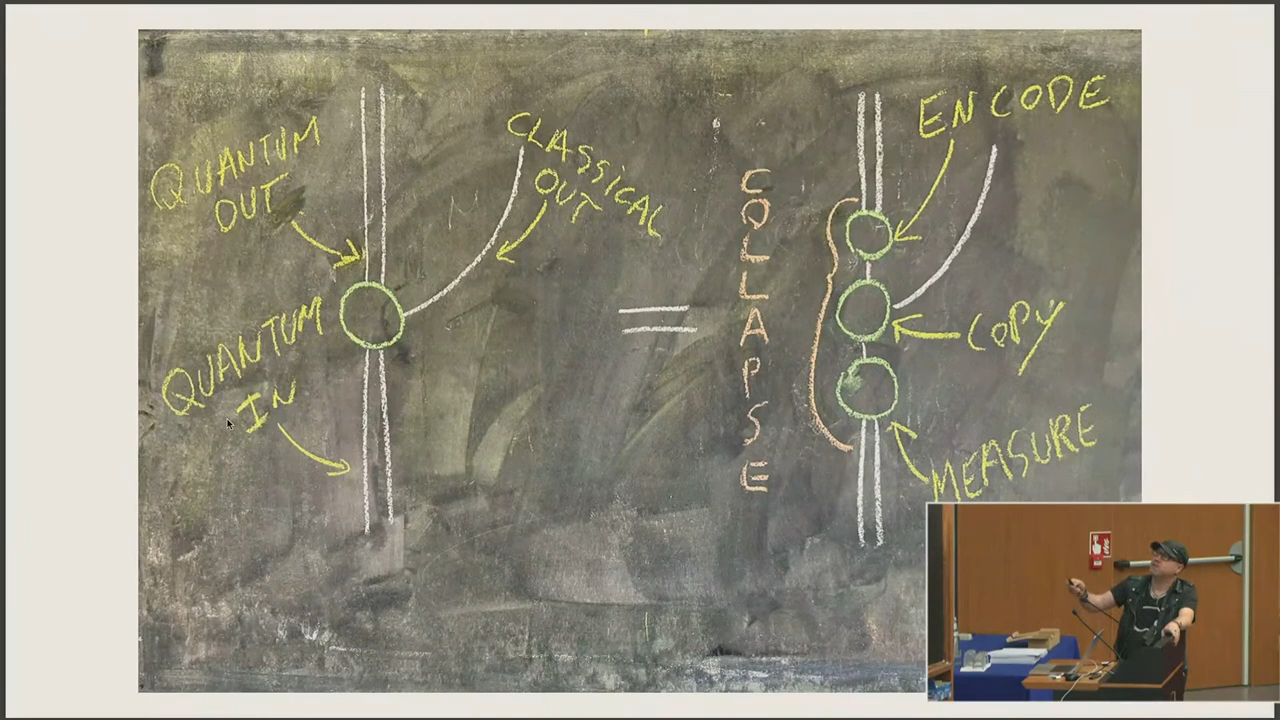 QUANTUM
OUT
CLASSICAL
OUT
QUANTUM
IN
=
COLLAPSE
ENCODE
COPY
MEASURE